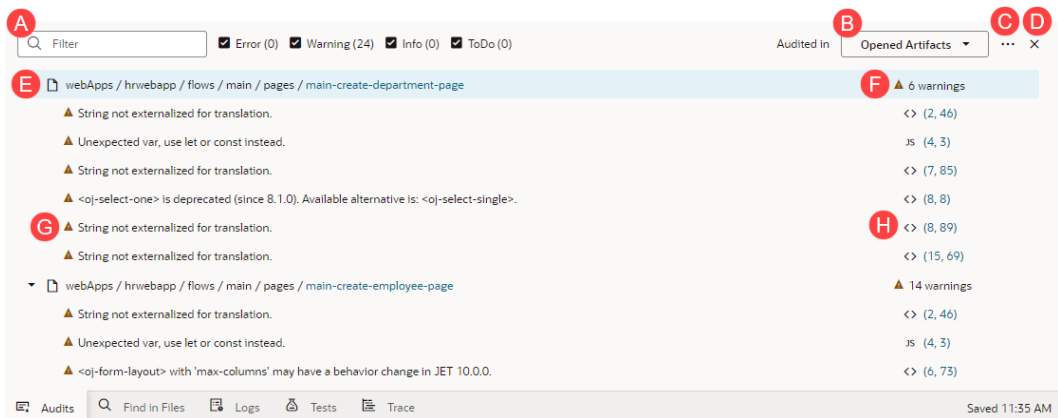 A B C D
Filter Error (0) Warning (24) Info (0) ToDo (0) Audited in Opened Artifacts
E webApps / hrwebapp / flows / main / pages / main-create-department-page F 6 warnings
String not externalized for translation. <> (2, 46)
Unexpected var, use let or const instead. JS (4, 3)
String not externalized for translation. <> (7, 85)
<oj-select-one> is deprecated (since 8.1.0). Available alternative is: <oj-select-single>. <> (8, 8)
G String not externalized for translation. H <> (8, 89)
String not externalized for translation. <> (15, 69)
webApps / hrwebapp / flows / main / pages / main-create-employee-page 14 warnings
String not externalized for translation. <> (2, 46)
Unexpected var, use let or const instead. JS (4, 3)
<oj-form-layout> with 'max-columns' may have a behavior change in JET 10.0.0. <> (6, 73)
Audits Find in Files Logs Tests Trace Saved 11:35 AM